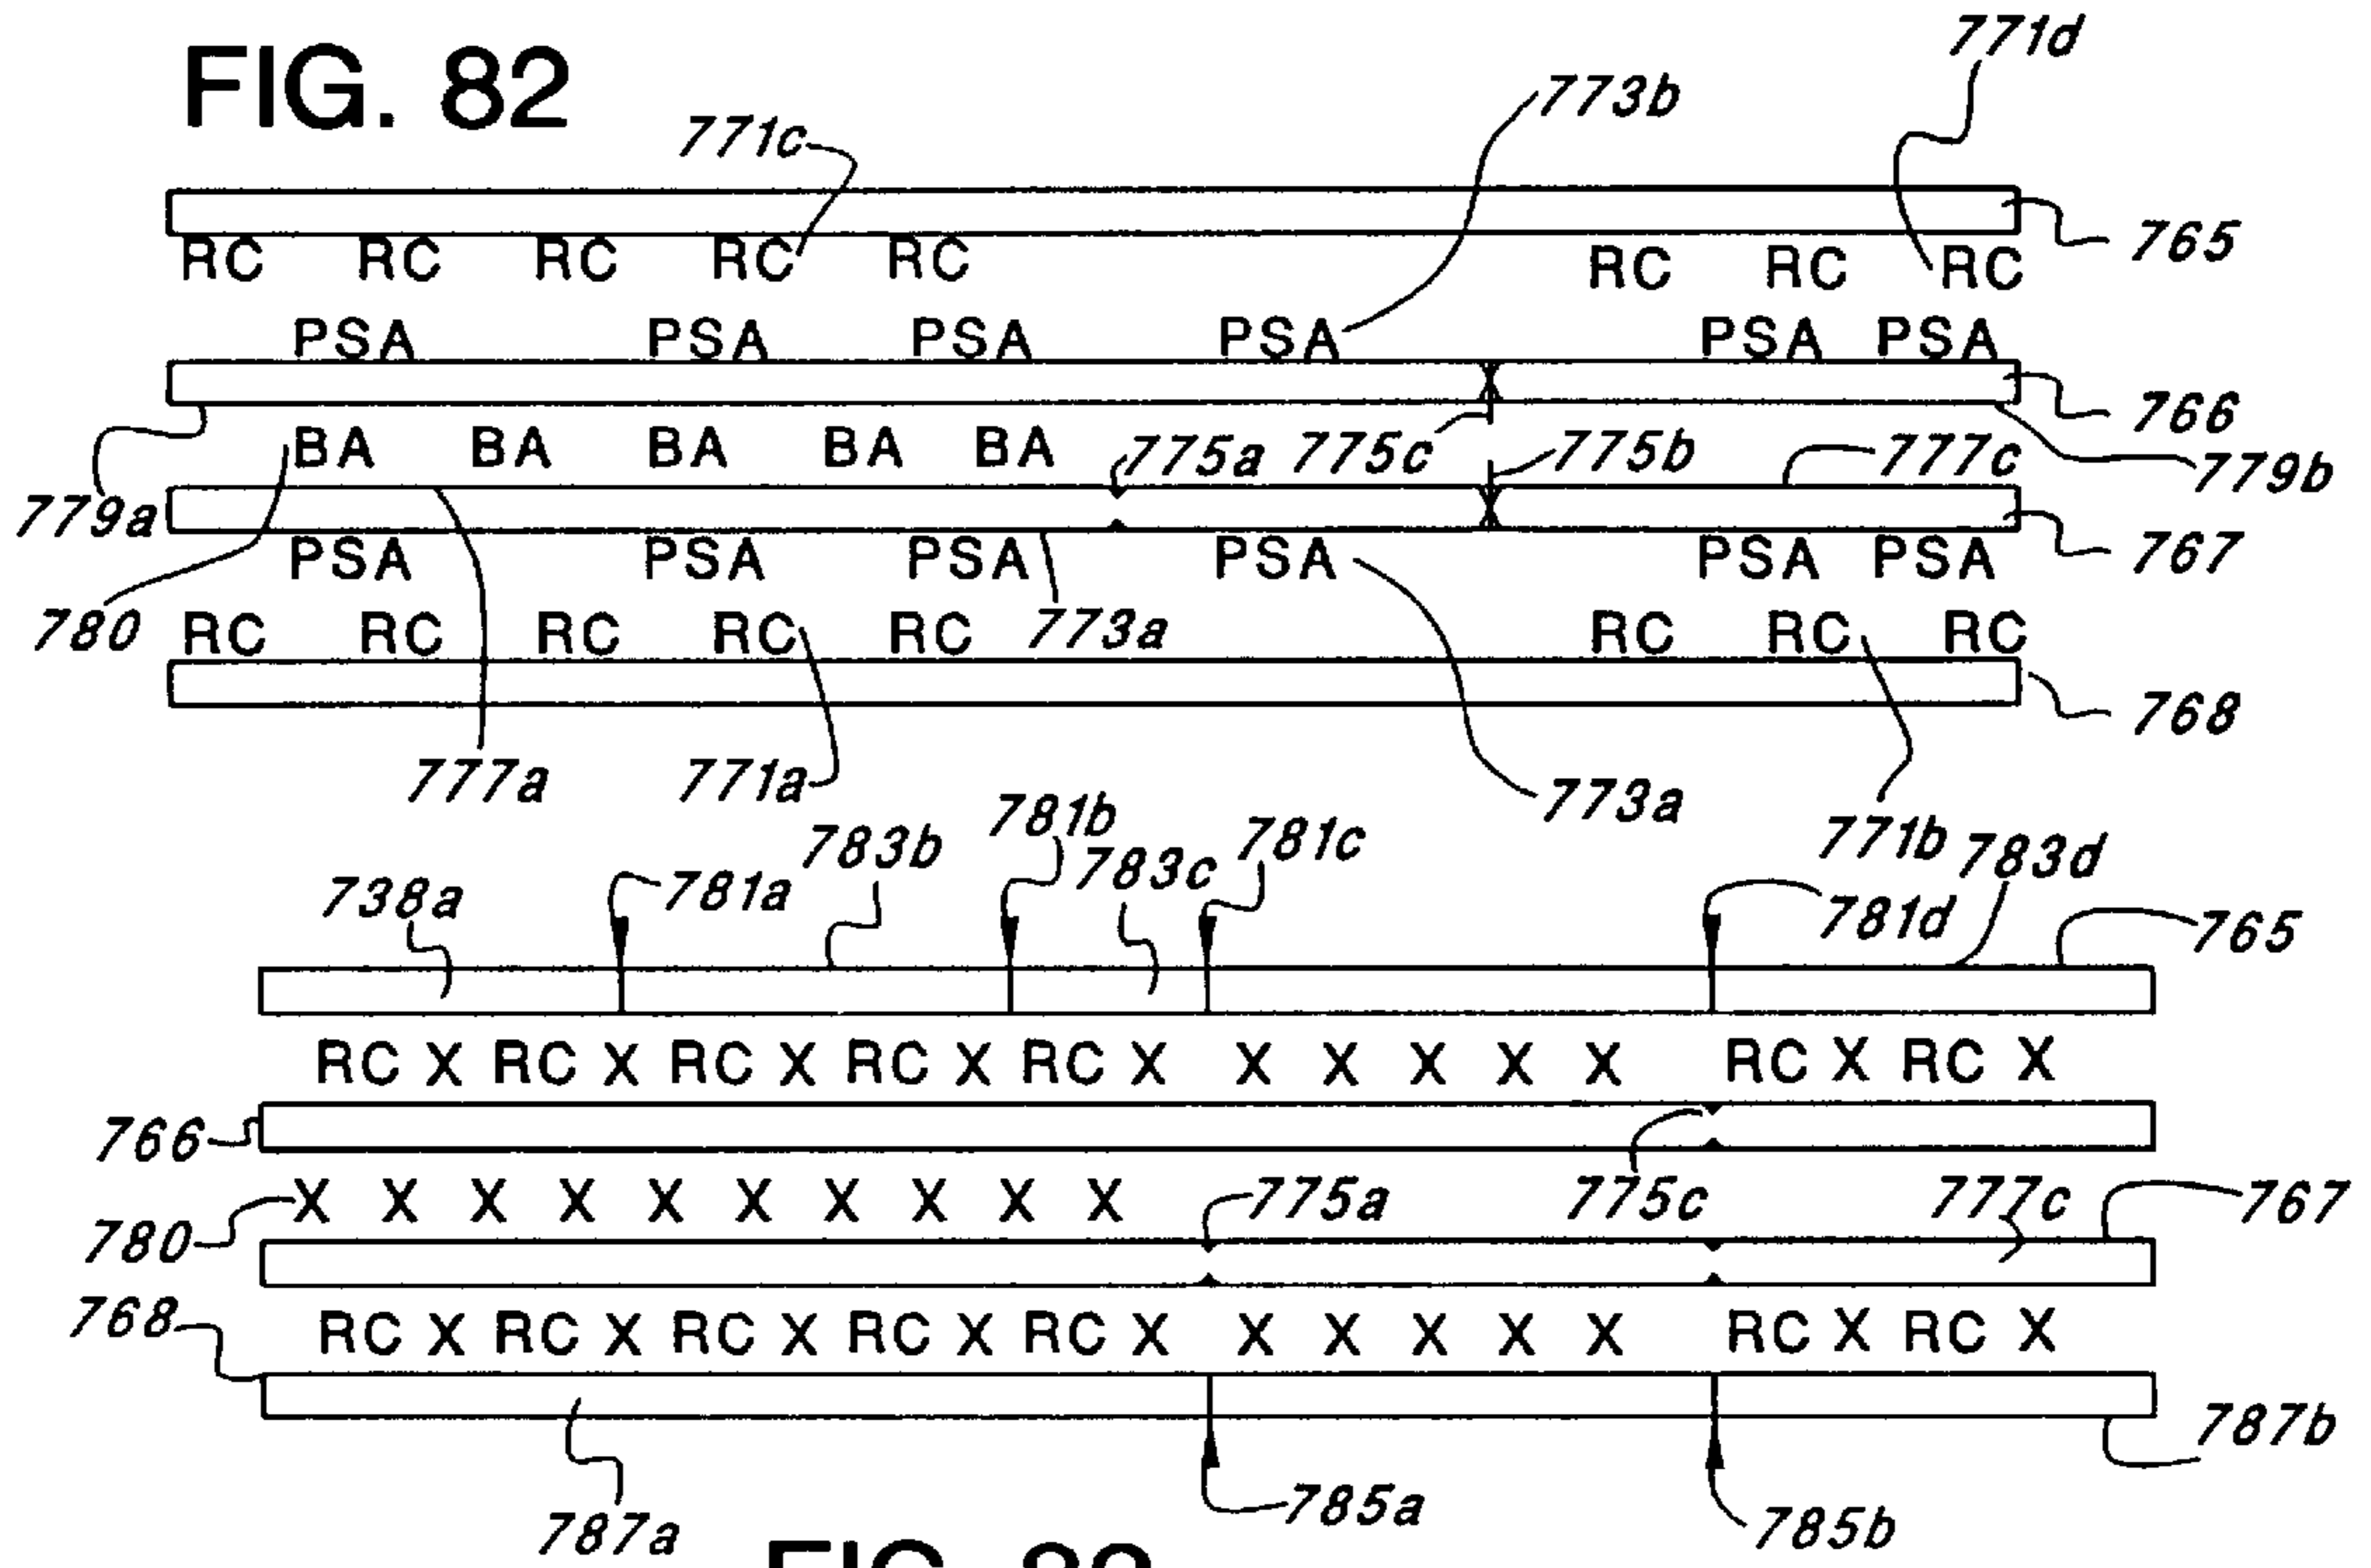 FIG. 82
771d
773b
771c
765
RC RC RC RC RC RC RC RC
PSA PSA PSA PSA PSA PSA
766
BA BA BA BA BA 775a 775c 775b 777c
779b
779a
767
PSA PSA PSA PSA PSA PSA
780 RC RC RC RC RC 773a RC RC RC
768
777a 771a 773a
771b
781b 781c
783b 783c 783d
738a 781a 781d 765
RC X RC X RC X RC X RC X X X X X X RC X RC X
766
X X X X X X X X X X 775a 775c 777c 767
780
768 RC X RC X RC X RC X RC X X X X X X RC X RC X
787b
787a 785a 785b